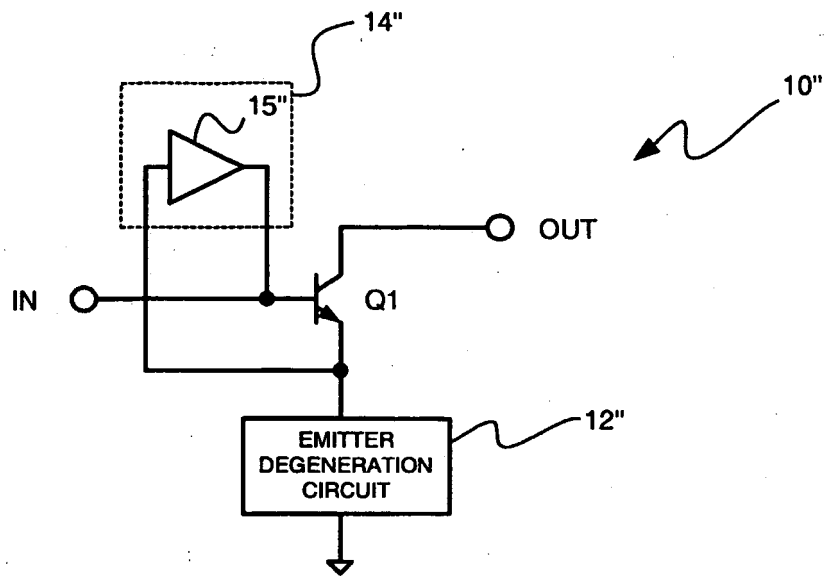 14"
15"
10"
OUT
IN
Q1
EMITTER
DEGENERATION
CIRCUIT
12"